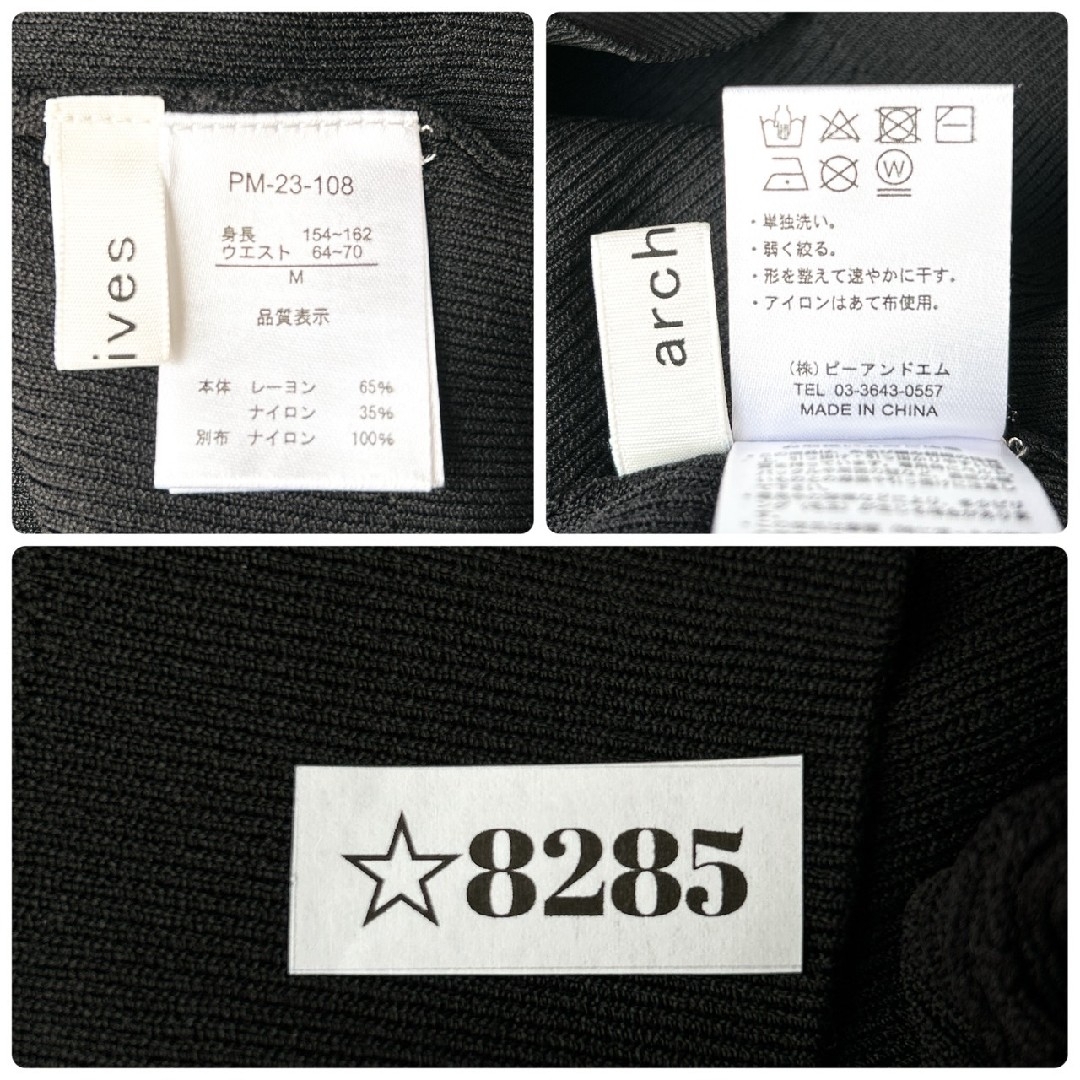 ives
PM-23-108
身長 154~162
ウエスト 64~70
M
品質表示
本体 レーヨン 65%
ナイロン 35%
別布 ナイロン 100%
arch
W
・単独洗い。
・弱く絞る。
・形を整えて速やかに干す。
・アイロンはあて布使用。
(株)ピーアンドエム
TEL 03-3643-0557
MADE IN CHINA
☆8285